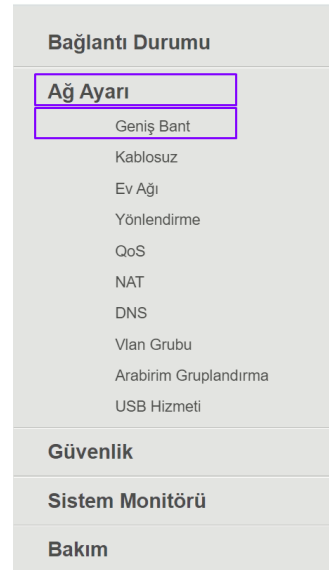 Bağlantı Durumu
Ağ Ayarı
Geniş Bant
Kablosuz
Ev Ağı
Yönlendirme
QoS
NAT
DNS
Vlan Grubu
Arabirim Gruplandırma
USB Hizmeti
Güvenlik
Sistem Monitörü
Bakım